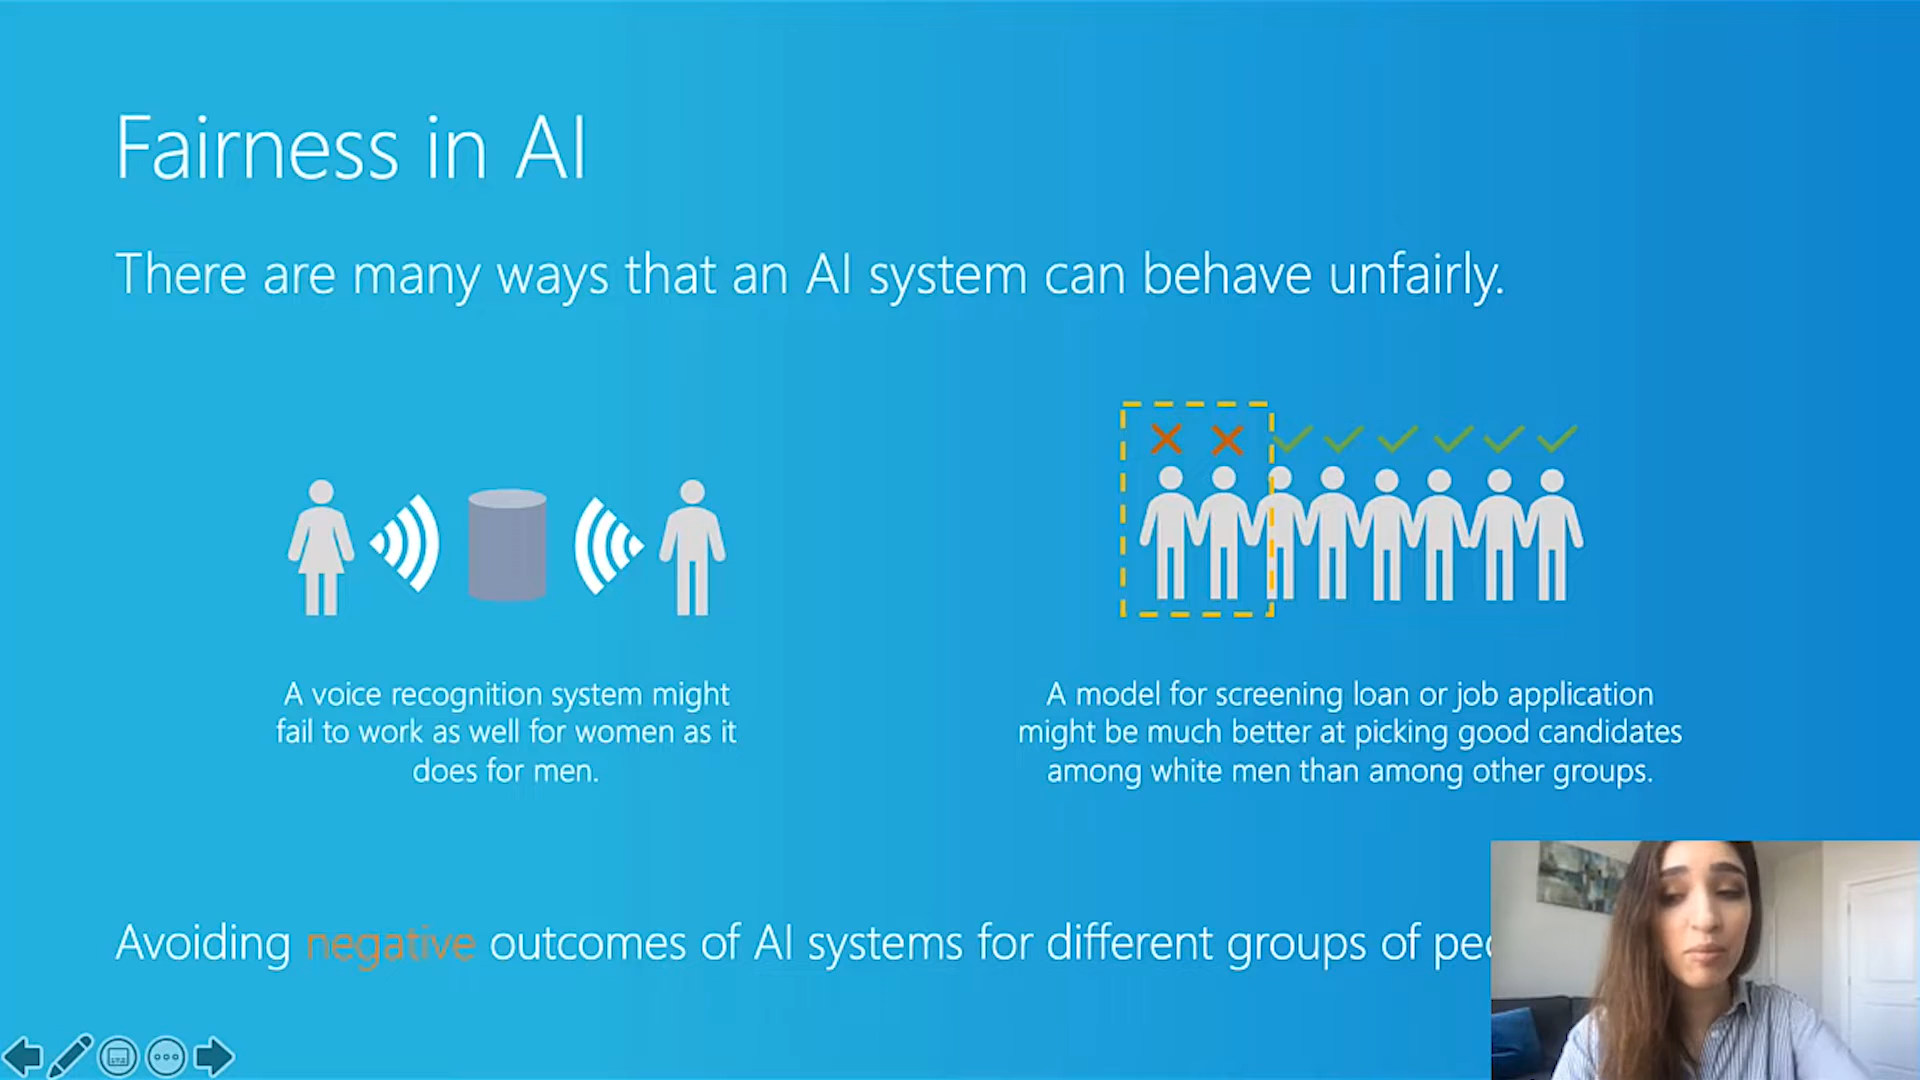 Fairness in AI
There are many ways that an AI system can behave unfairly.
A voice recognition system might
fail to work as well for women as it
does for men.
A model for screening loan or job application
might be much better at picking good candidates
among white men than among other groups.
Avoiding negative outcomes of AI systems for different groups of